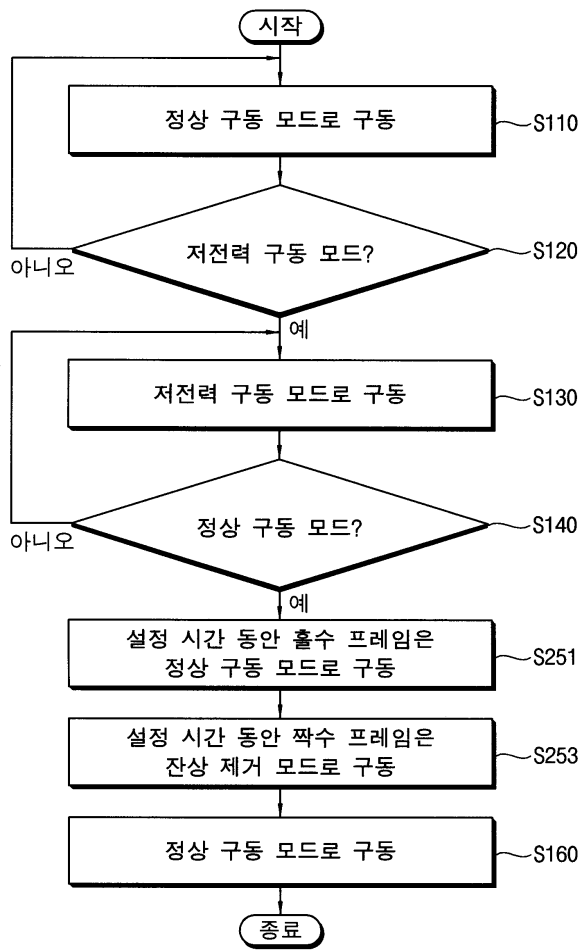 시작
정상 구동 모드로 구동
S110
저전력 구동 모드?
S120
아니오
예
저전력 구동 모드로 구동
S130
정상 구동 모드?
S140
아니오
예
설정 시간 동안 홀수 프레임은
정상 구동 모드로 구동
S251
설정 시간 동안 짝수 프레임은
잔상 제거 모드로 구동
S253
정상 구동 모드로 구동
S160
종료